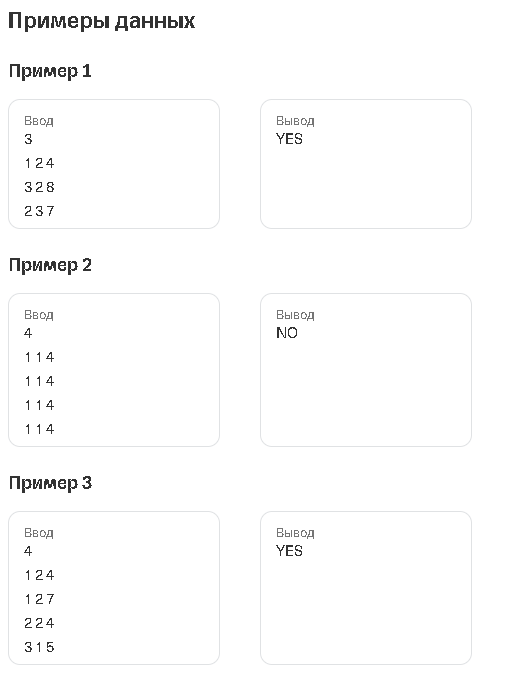 Примеры данных
Пример 1
Ввод
3
1 2 4
3 2 8
2 3 7
Вывод
YES
Пример 2
Ввод
4
1 1 4
1 1 4
1 1 4
1 1 4
Вывод
NO
Пример 3
Ввод
4
1 2 4
1 2 7
2 2 4
3 1 5
Вывод
YES